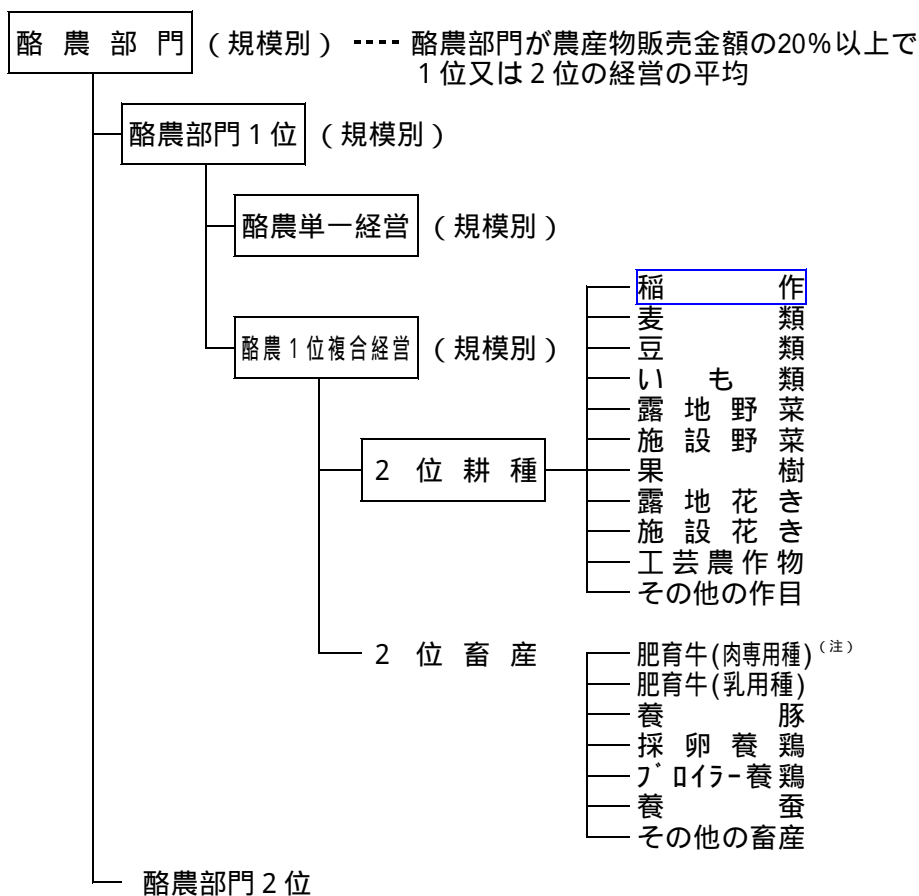 酪農部門（規模別） ---- 酪農部門が農産物販売金額の20％以上で
１位又は２位の経営の平均
酪農部門１位（規模別）
酪農単一経営（規模別）
酪農１位複合経営（規模別）
２位耕種
稲作
麦類
豆類
いも類
露地野菜
施設野菜
果樹
露地花き
施設花き
工芸農作物
その他の作目
２位畜産
肥育牛(肉専用種)（注）
肥育牛(乳用種)
養豚
採卵養鶏
ﾌﾞﾛｲﾗｰ養鶏
養蚕
その他の畜産
酪農部門２位